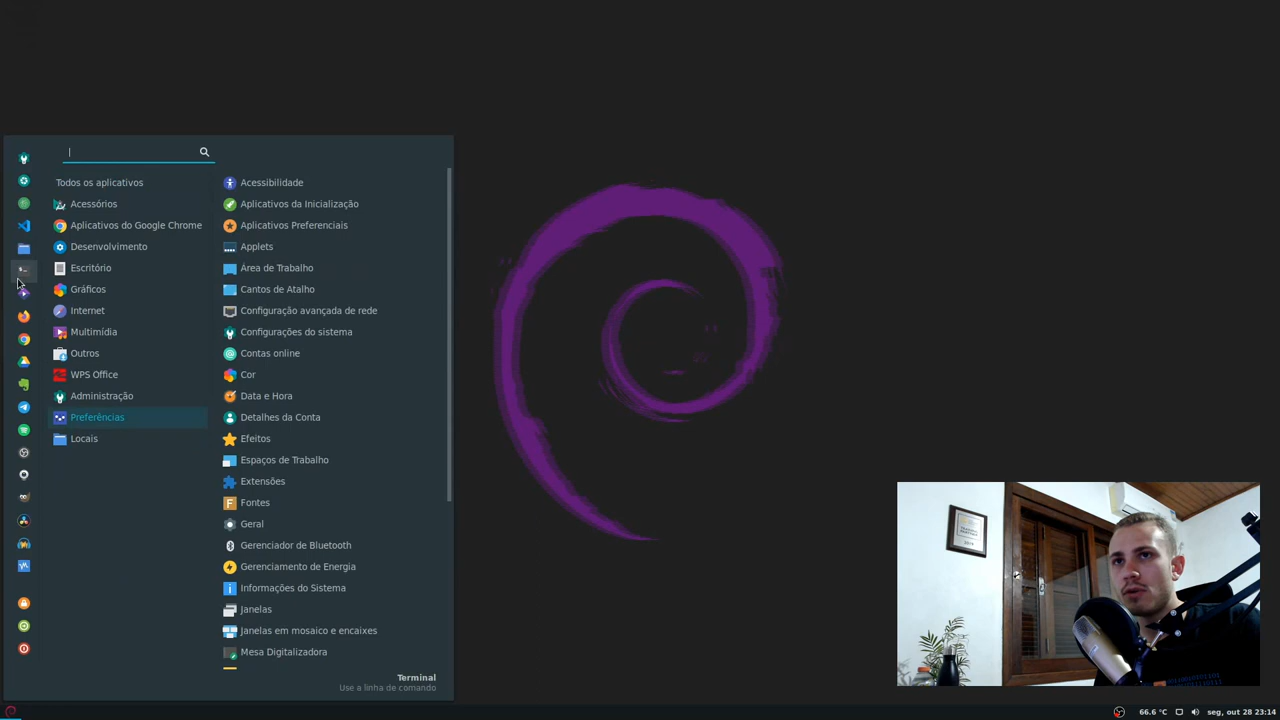 Todos os aplicativos
Acessórios
Aplicativos do Google Chrome
Desenvolvimento
Escritório
Gráficos
Internet
Multimídia
Outros
WPS Office
Administração
Preferências
Locais
Acessibilidade
Aplicativos da Inicialização
Aplicativos Preferenciais
Applets
Área de Trabalho
Cantos de Atalho
Configuração avançada de rede
Configurações do sistema
Contas online
Cor
Data e Hora
Detalhes da Conta
Efeitos
Espaços de Trabalho
Extensões
Fontes
Geral
Gerenciador de Bluetooth
Gerenciamento de Energia
Informações do Sistema
Janelas
Janelas em mosaico e encaixes
Mesa Digitalizadora
Terminal
Use a linha de comando
66.6 °C
seg, out 28 23:14